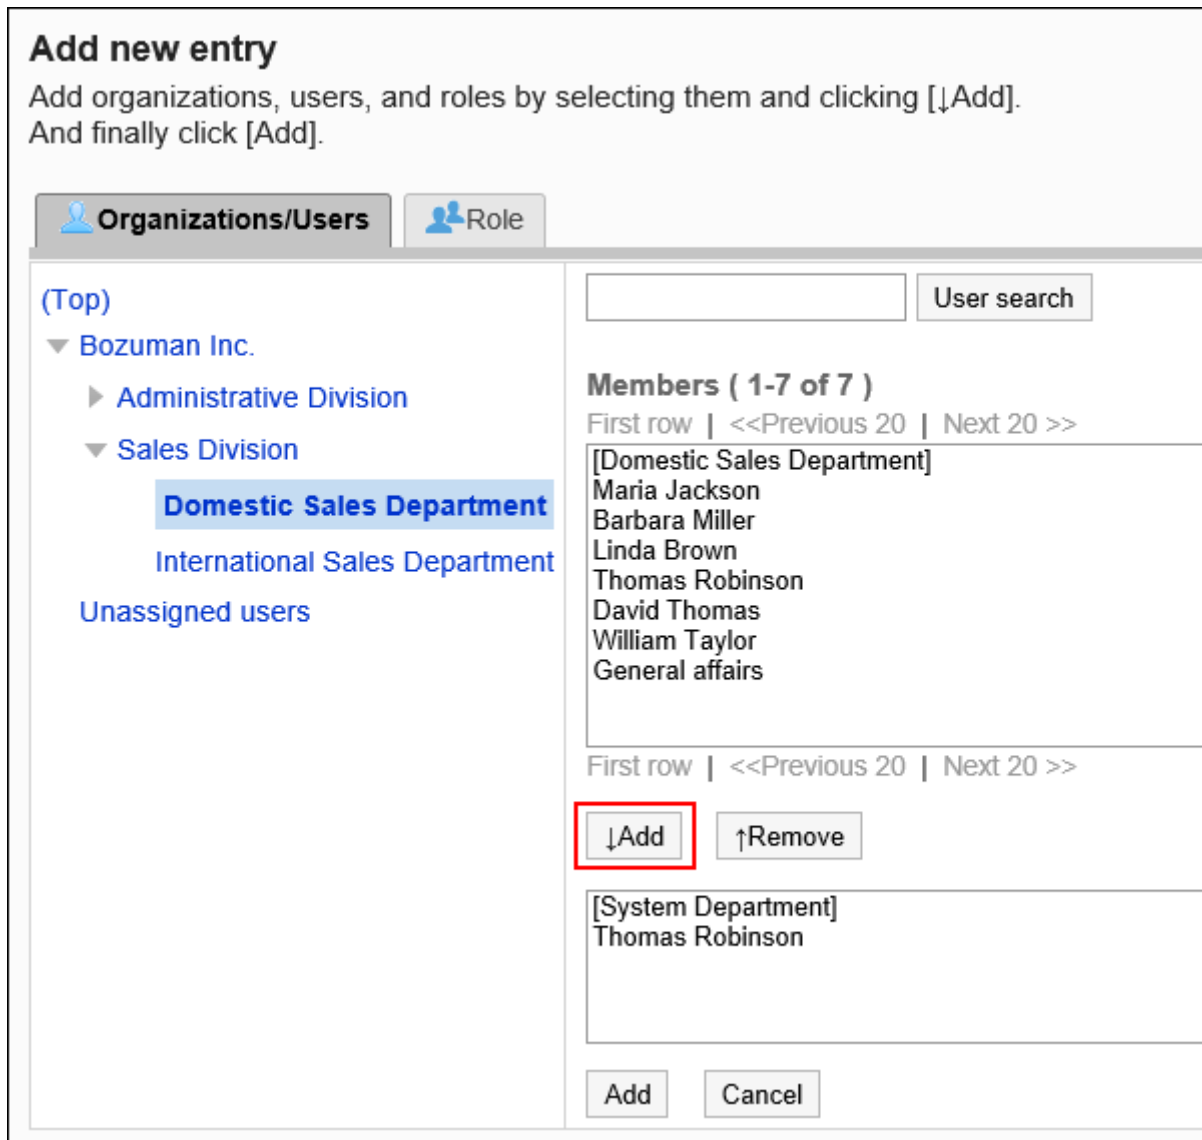 Add new entry
Add organizations, users, and roles by selecting them and clicking [↓Add].
And finally click [Add].
Organizations/Users
Role
(Top)
Bozuman Inc.
Administrative Division
Sales Division
Domestic Sales Department
International Sales Department
Unassigned users
User search
Members ( 1-7 of 7 )
First row | <<Previous 20 | Next 20 >>
[Domestic Sales Department]
Maria Jackson
Barbara Miller
Linda Brown
Thomas Robinson
David Thomas
William Taylor
General affairs
First row | <<Previous 20 | Next 20 >>
↓Add
↑Remove
[System Department]
Thomas Robinson
Add
Cancel